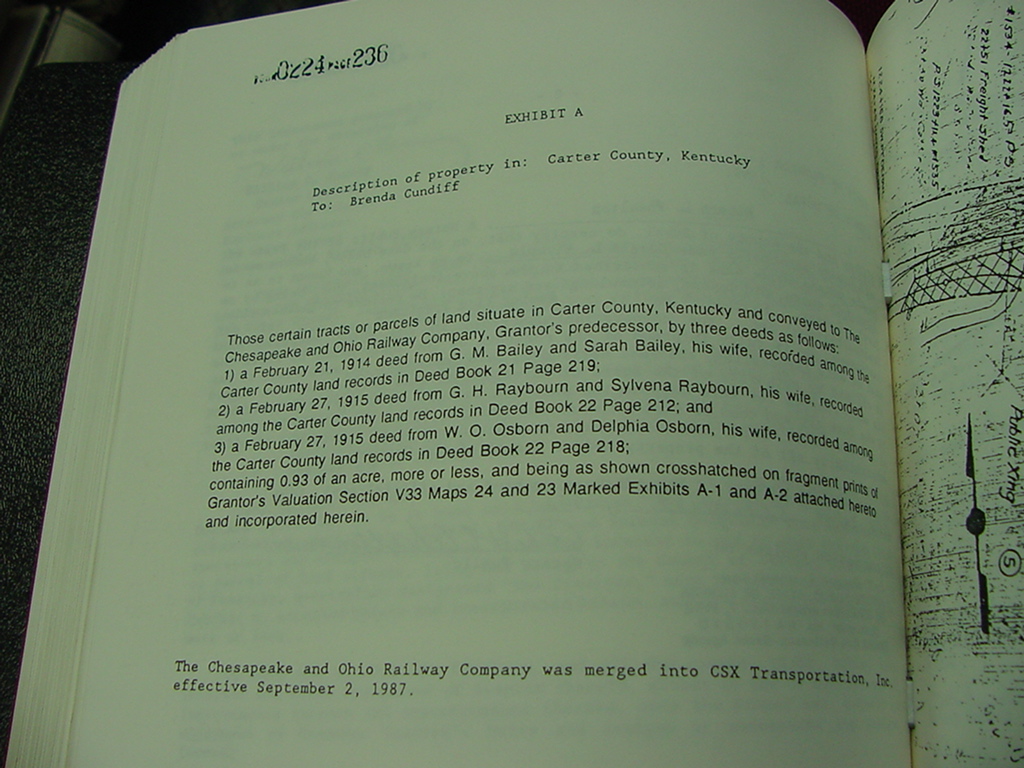 0224 236
EXHIBIT A
Description of property in: Carter County, Kentucky
To: Brenda Cundiff
Those certain tracts or parcels of land situate in Carter County, Kentucky and conveyed to The
Chesapeake and Ohio Railway Company, Grantor's predecessor, by three deeds as follows:
1) a February 21, 1914 deed from G. M. Bailey and Sarah Bailey, his wife, recorded among the
Carter County land records in Deed Book 21 Page 219;
2) a February 27, 1915 deed from G. H. Raybourn and Sylvena Raybourn, his wife, recorded
among the Carter County land records in Deed Book 22 Page 212; and
3) a February 27, 1915 deed from W. O. Osborn and Delphia Osborn, his wife, recorded among
the Carter County land records in Deed Book 22 Page 218;
containing 0.93 of an acre, more or less, and being as shown crosshatched on fragment prints of
Grantor's Valuation Section V33 Maps 24 and 23 Marked Exhibits A-1 and A-2 attached hereto
and incorporated herein.
The Chesapeake and Ohio Railway Company was merged into CSX Transportation, Inc.
effective September 2, 1987.
Freight Shed
Public Xing
5